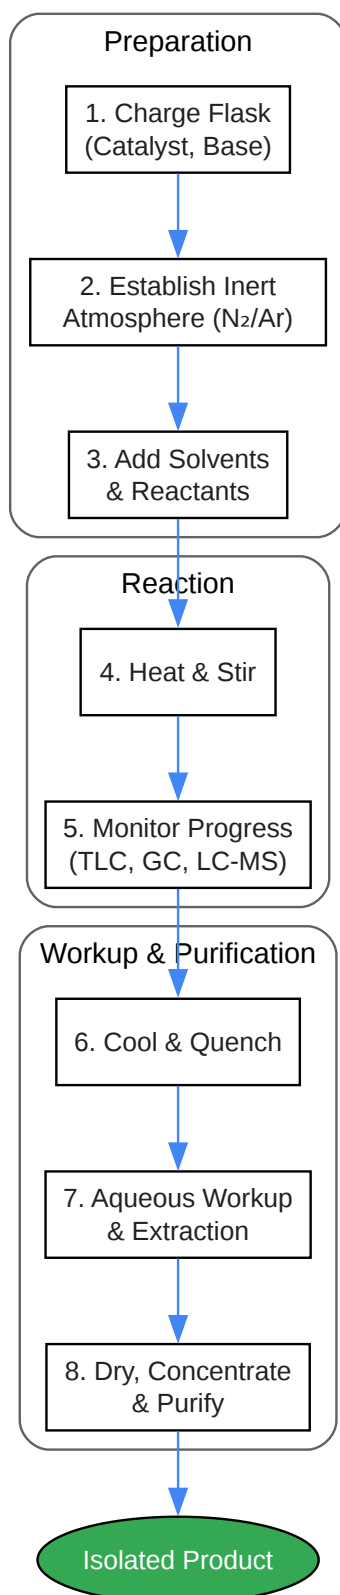 Preparation
1. Charge Flask
(Catalyst, Base)
2. Establish Inert
Atmosphere (N₂/Ar)
3. Add Solvents
& Reactants
Reaction
4. Heat & Stir
5. Monitor Progress
(TLC, GC, LC-MS)
Workup & Purification
6. Cool & Quench
7. Aqueous Workup
& Extraction
8. Dry, Concentrate
& Purify
Isolated Product